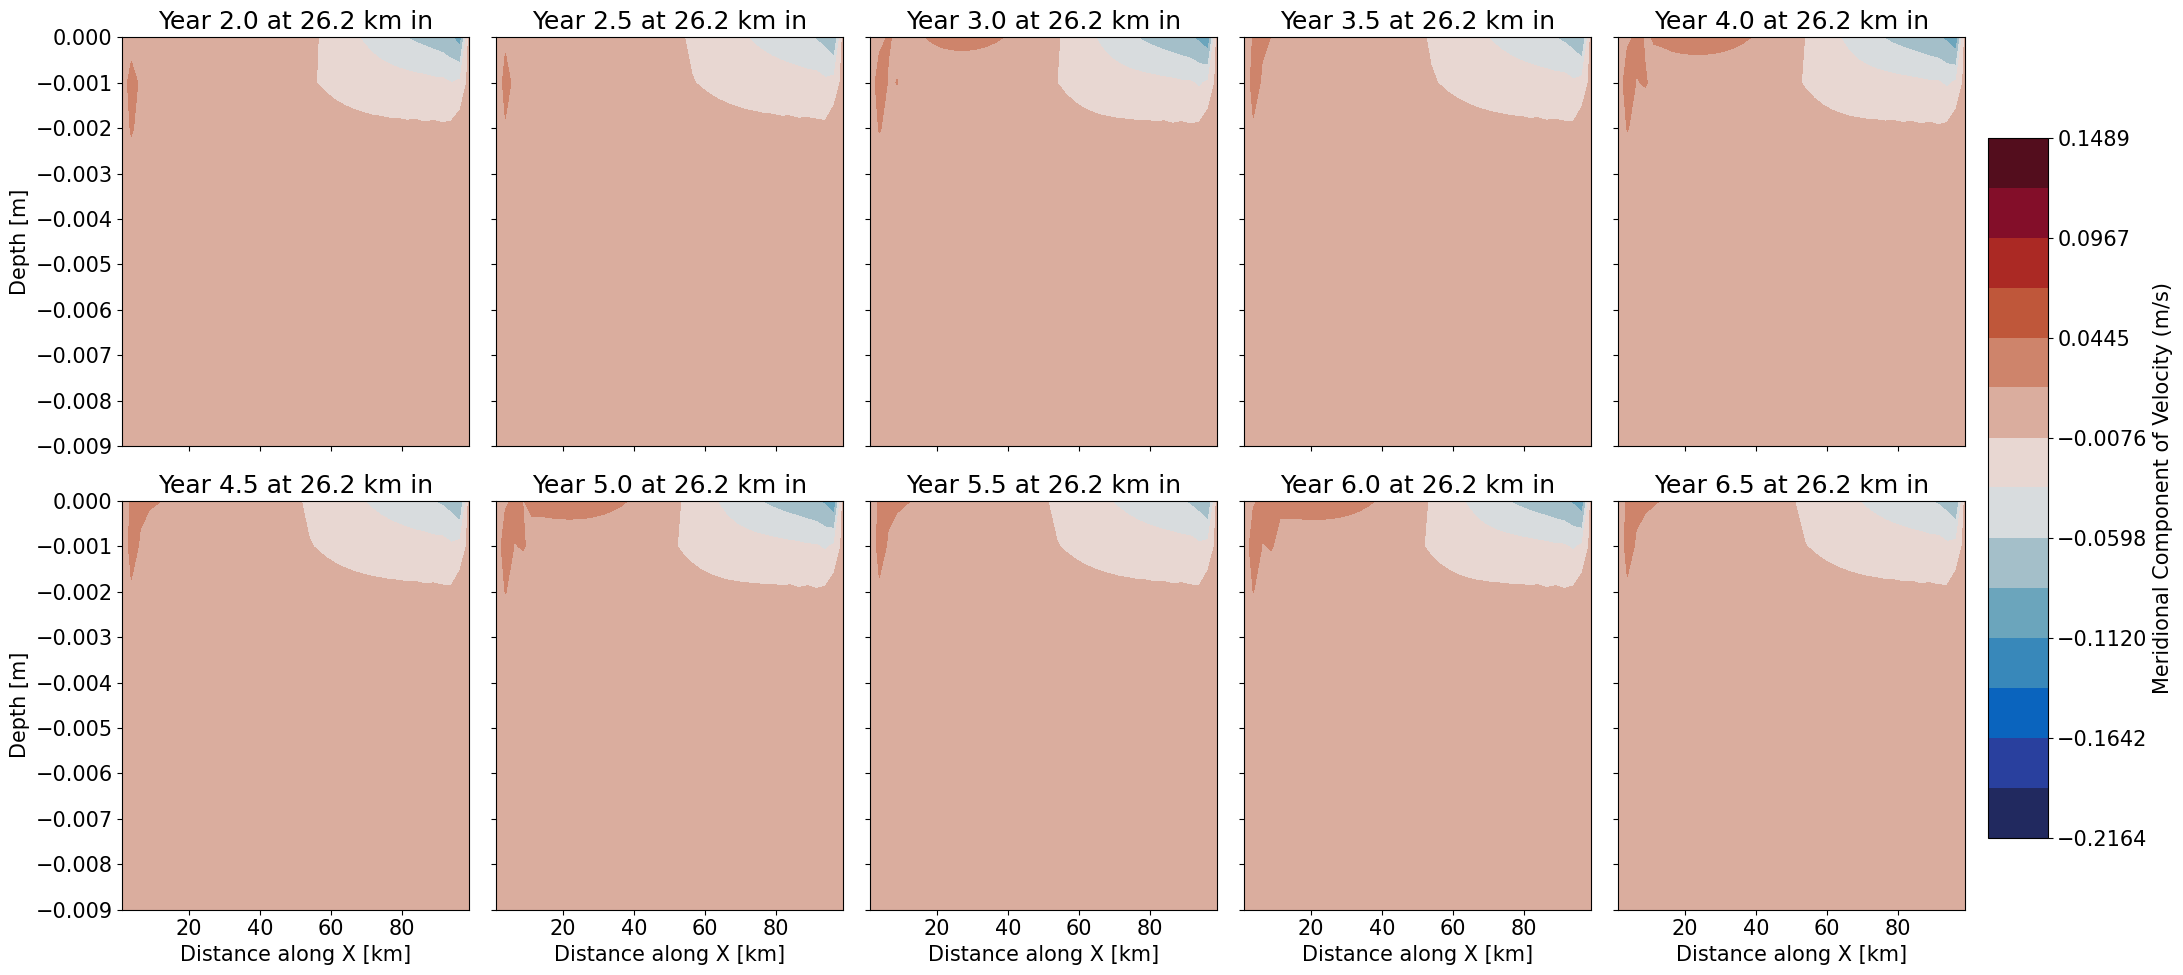 Year 2.0 at 26.2 km in
Year 2.5 at 26.2 km in
Year 3.0 at 26.2 km in
Year 3.5 at 26.2 km in
Year 4.0 at 26.2 km in
0.000
−0.001
−0.002
−0.003
−0.004
−0.005
−0.006
−0.007
−0.008
−0.009
Depth [m]
Year 4.5 at 26.2 km in
Year 5.0 at 26.2 km in
Year 5.5 at 26.2 km in
Year 6.0 at 26.2 km in
Year 6.5 at 26.2 km in
0.000
−0.001
−0.002
−0.003
−0.004
−0.005
−0.006
−0.007
−0.008
−0.009
Depth [m]
20 40 60 80
20 40 60 80
20 40 60 80
20 40 60 80
20 40 60 80
Distance along X [km]
Distance along X [km]
Distance along X [km]
Distance along X [km]
Distance along X [km]
0.1489
0.0967
0.0445
−0.0076
−0.0598
−0.1120
−0.1642
−0.2164
Meridional Component of Velocity (m/s)